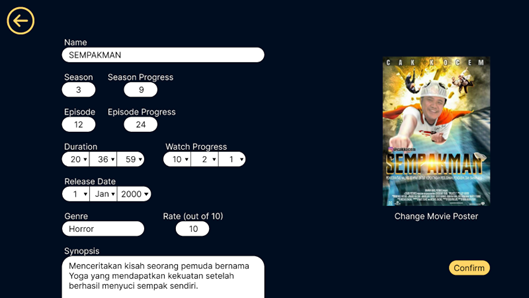 Name
SEMPAKMAN
Season Season Progress
3 9
Episode Episode Progress
12 24
Duration Watch Progress
20 36 59 10 2 1
Release Date
1 Jan 2000
Genre Rate (out of 10)
Horror 10
Synopsis
Menceritakan kisah seorang pemuda bernama
Yoga yang mendapatkan kekuatan setelah
berhasil menyuci sempak sendiri.
CAK KOCEM
SEMPAKMAN
Change Movie Poster
Confirm